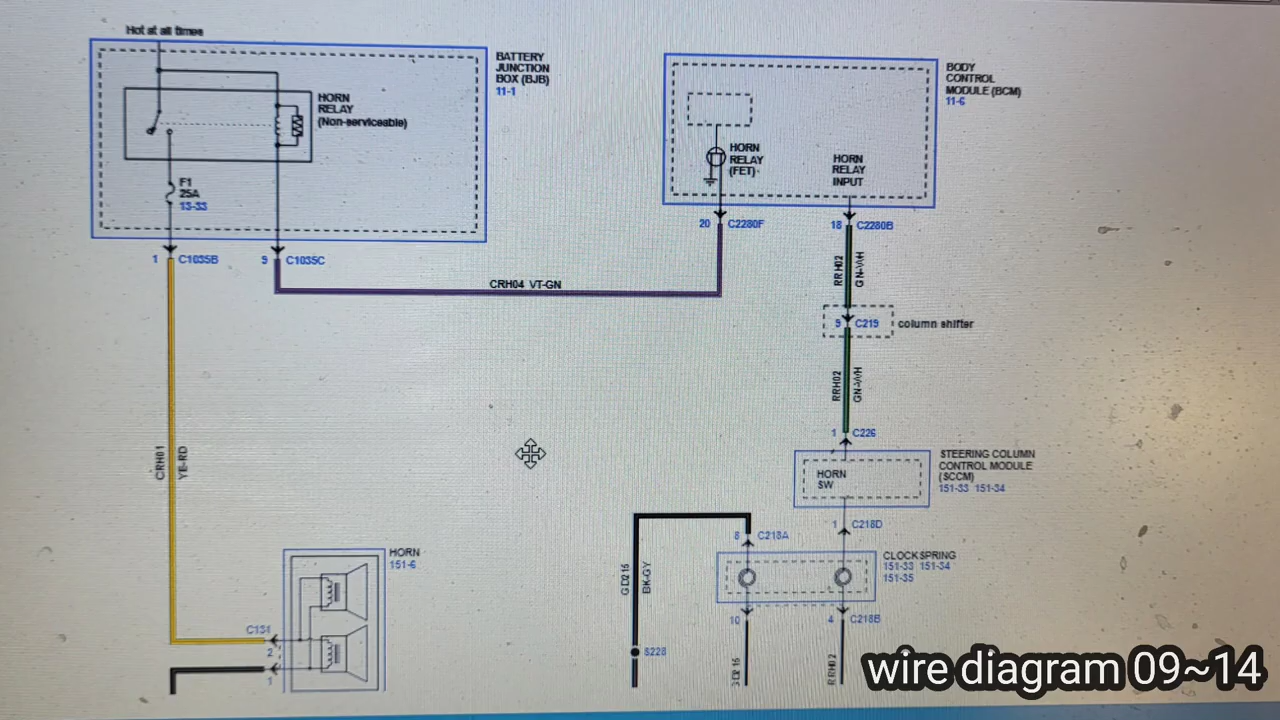 Hot at all times
BATTERY
JUNCTION
BOX (BJB)
11-1
HORN
RELAY
(Non-serviceable)
F1
25A
13-33
1 C1035B
9 C1035C
CRH04 VT-GN
BODY
CONTROL
MODULE (BCM)
11-6
HORN
RELAY
(FET)
HORN
RELAY
INPUT
20 C2280F
18 C2280B
RRH02
GN-WH
9 C219
column shifter
RRH02
GN-WH
1 C226
STEERING COLUMN
CONTROL MODULE
(SCCM)
151-33 151-34
HORN
SW
1 C218D
8 C218A
CLOCKSPRING
151-33 151-34
151-35
10
4 C218B
GD215
BK-GY
S228
RRH02
CRH01
YE-RD
HORN
151-6
2
1
wire diagram 09~14